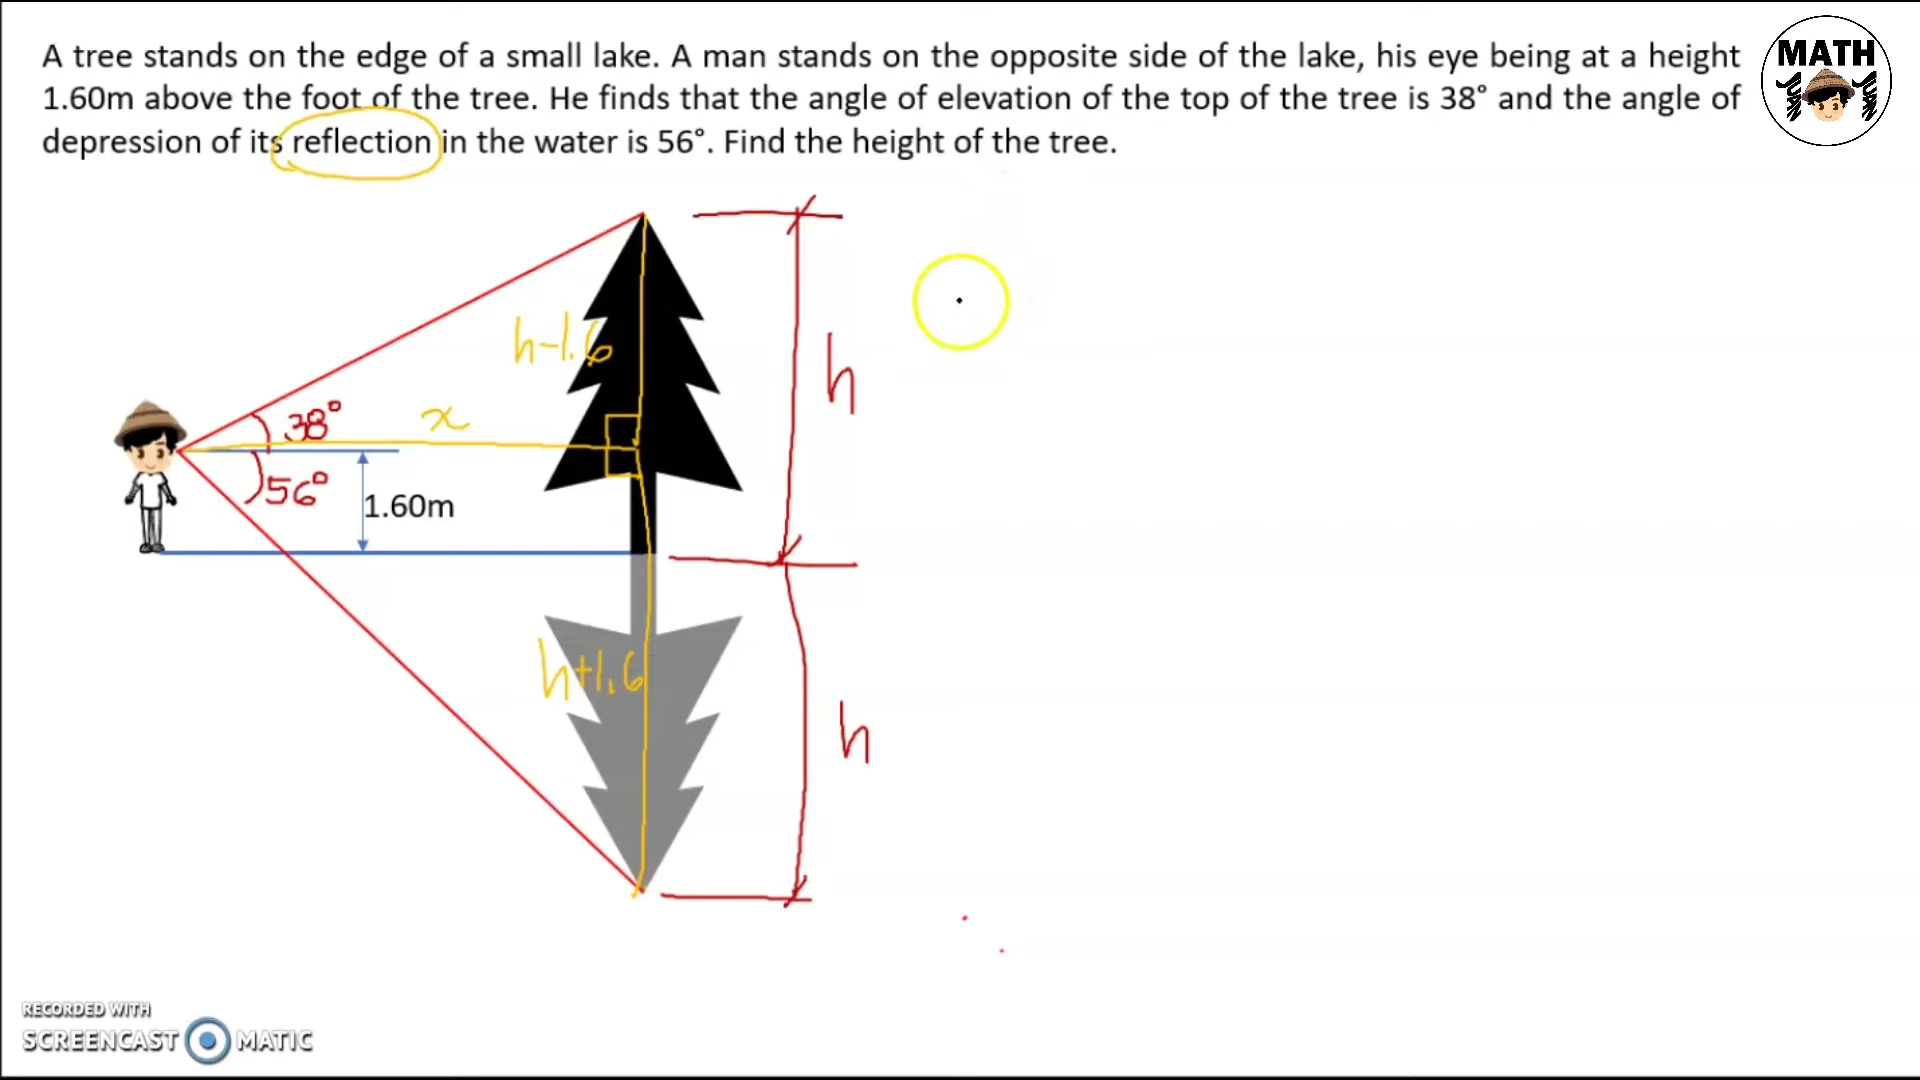 A tree stands on the edge of a small lake. A man stands on the opposite side of the lake, his eye being at a height
1.60m above the foot of the tree. He finds that the angle of elevation of the top of the tree is 38° and the angle of
depression of its reflection in the water is 56°. Find the height of the tree.
MATH
JUAN
JUAN
h-1.6
h
38°
x
56°
1.60m
h+1.6
h
RECORDED WITH
SCREENCAST MATIC